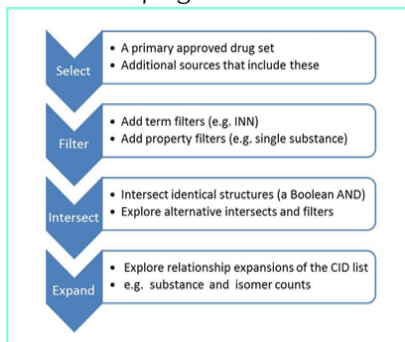 Select
• A primary approved drug set
• Additional sources that include these
Filter
• Add term filters (e.g. INN)
• Add property filters (e.g. single substance)
Intersect
• Intersect identical structures (a Boolean AND)
• Explore alternative intersects and filters
Expand
• Explore relationship expansions of the CID list
• e.g. substance and isomer counts